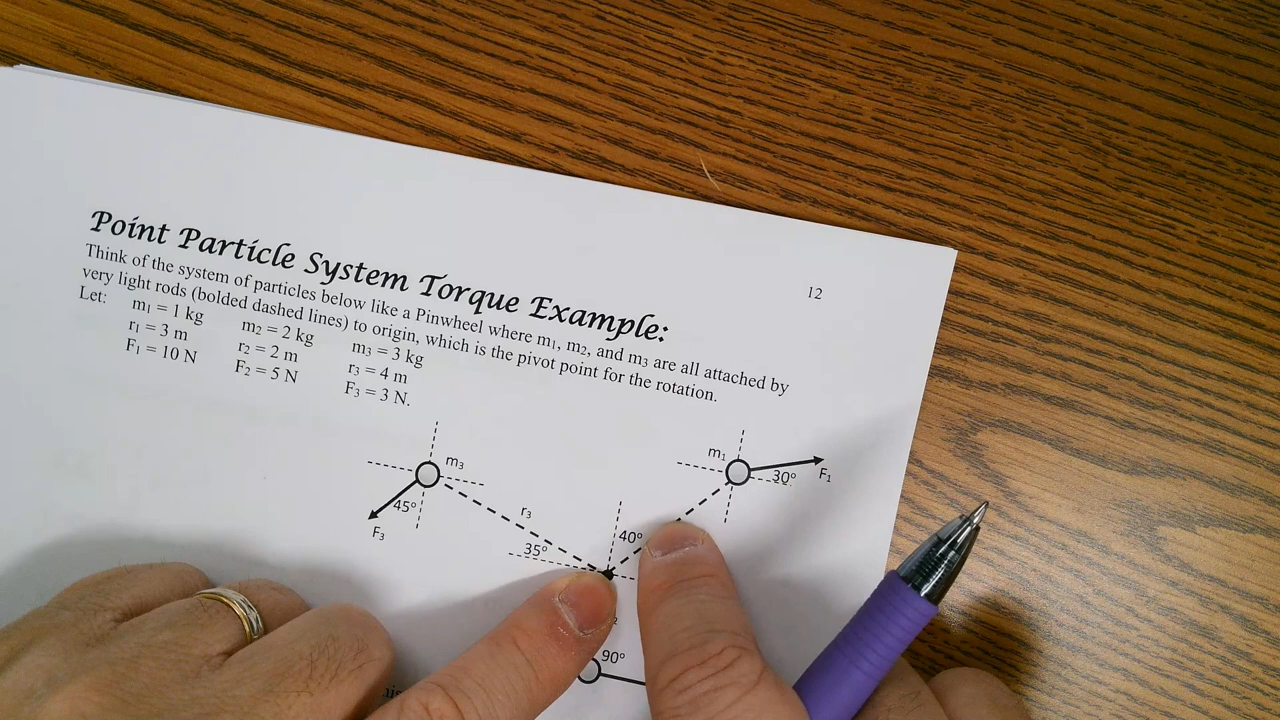 12
Point Particle System Torque Example:
Think of the system of particles below like a Pinwheel where m₁, m₂, and m₃ are all attached by
very light rods (bolded dashed lines) to origin, which is the pivot point for the rotation.
Let: m₁ = 1 kg m₂ = 2 kg m₃ = 3 kg
r₁ = 3 m r₂ = 2 m r₃ = 4 m
F₁ = 10 N F₂ = 5 N F₃ = 3 N.
m₃ m₁
30° F₁
45° r₃
F₃ 35° 40°
90°